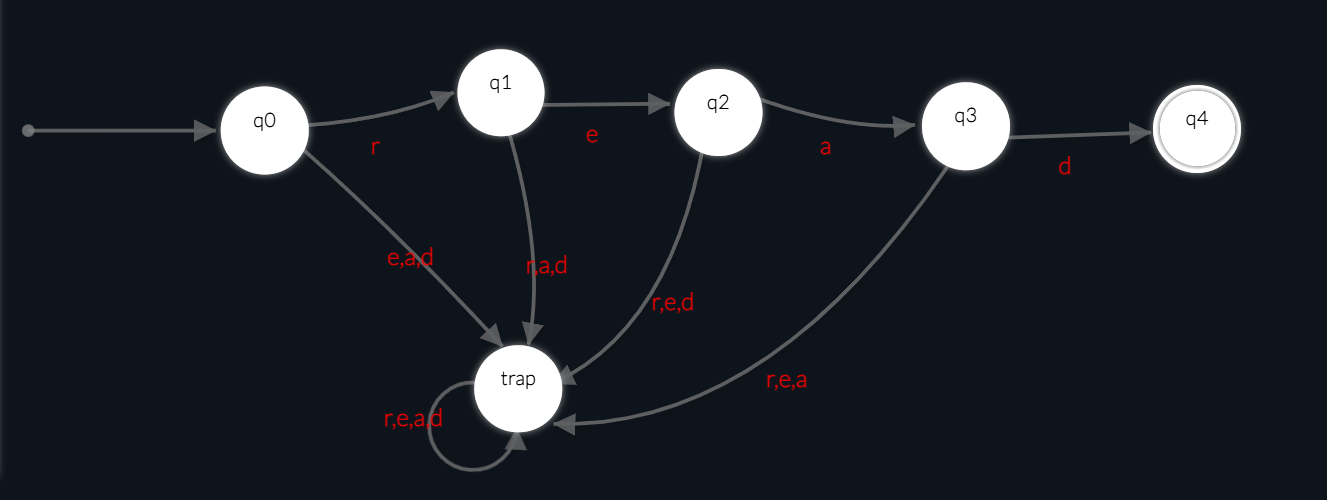 q0
q1
q2
q3
q4
r
e
a
d
e,a,d
r,a,d
r,e,d
r,e,a
trap
r,e,a,d